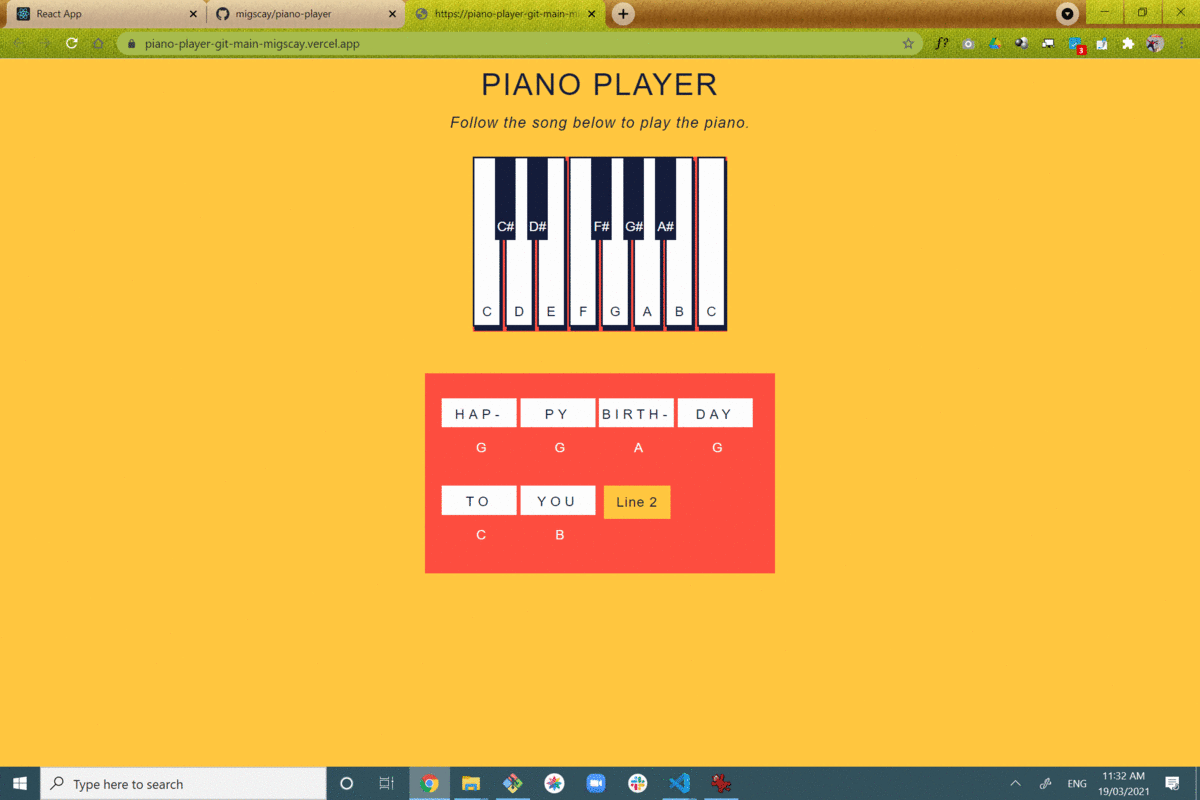 React App
migscay/piano-player
https://piano-player-git-main-mi
piano-player-git-main-migscay.vercel.app
f?
3
PIANO PLAYER
Follow the song below to play the piano.
C# D# F# G# A#
C D E F G A B C
HAP- PY BIRTH- DAY
G G A G
TO YOU Line 2
C B
Type here to search
ENG
11:32 AM
19/03/2021